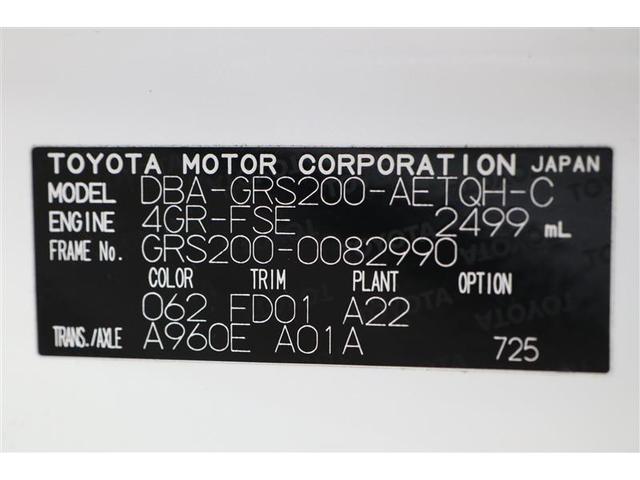 TOYOTA MOTOR CORPORATION JAPAN
MODEL DBA-GRS200-AETQH-C
ENGINE 4GR-FSE 2499 mL
FRAME No. GRS200-0082990
COLOR TRIM PLANT OPTION
062 FD01 A22
TRANS./AXLE A960E A01A 725